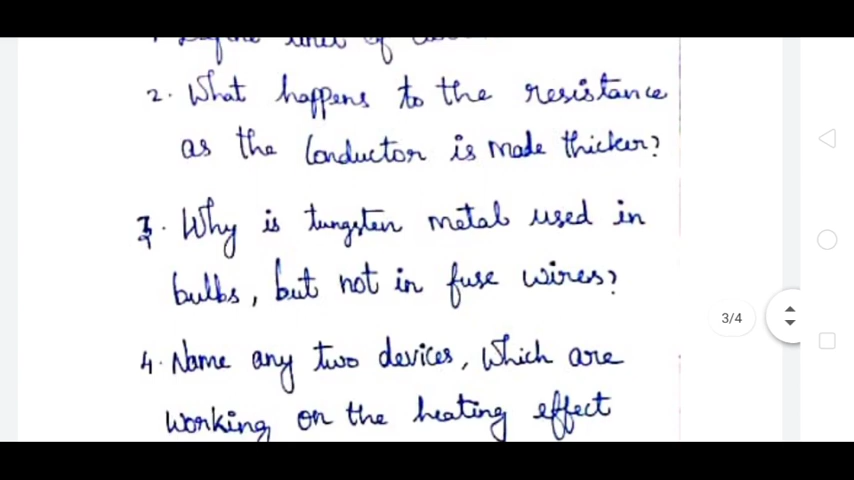 unit of
2. What happens to the resistance
as the Conductor is made thicker?
3. Why is tungsten metal used in
bulbs, but not in fuse wires?
3/4
4. Name any two devices, Which are
working on the heating effect